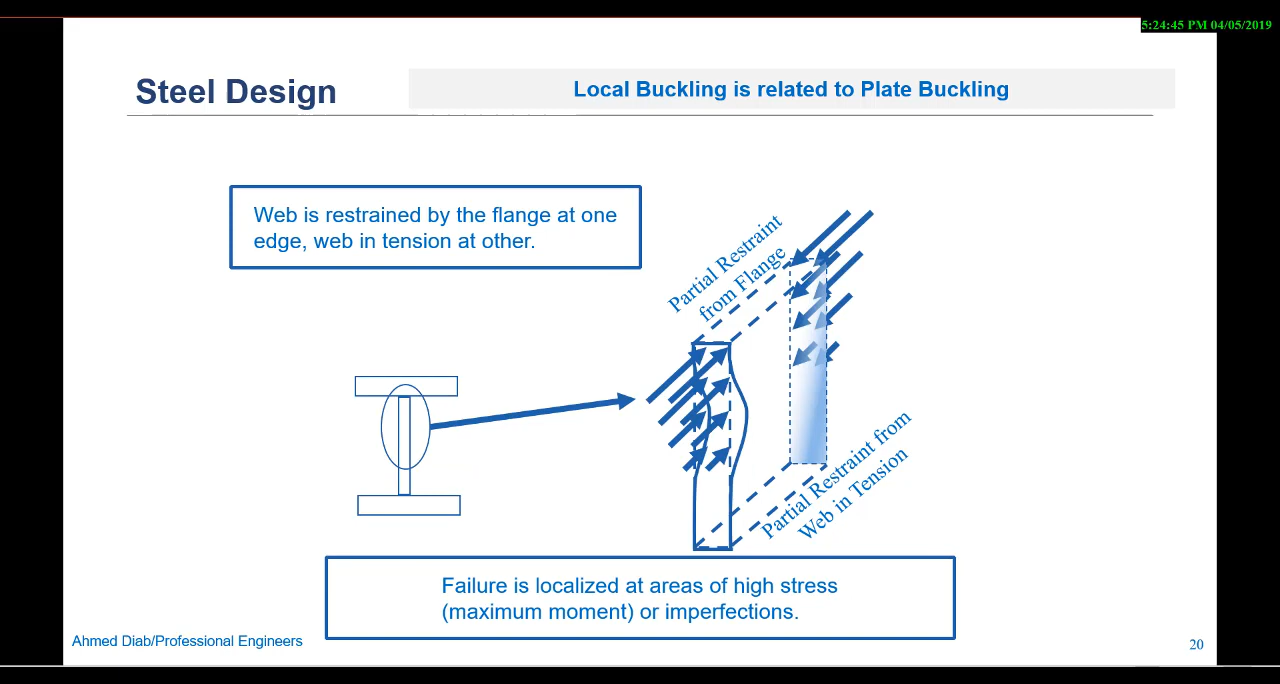 5:24:45 PM 04/05/2019
Steel Design
Local Buckling is related to Plate Buckling
Web is restrained by the flange at one
edge, web in tension at other.
Partial Restraint
from Flange
Partial Restraint from
Web in Tension
Failure is localized at areas of high stress
(maximum moment) or imperfections.
Ahmed Diab/Professional Engineers
20